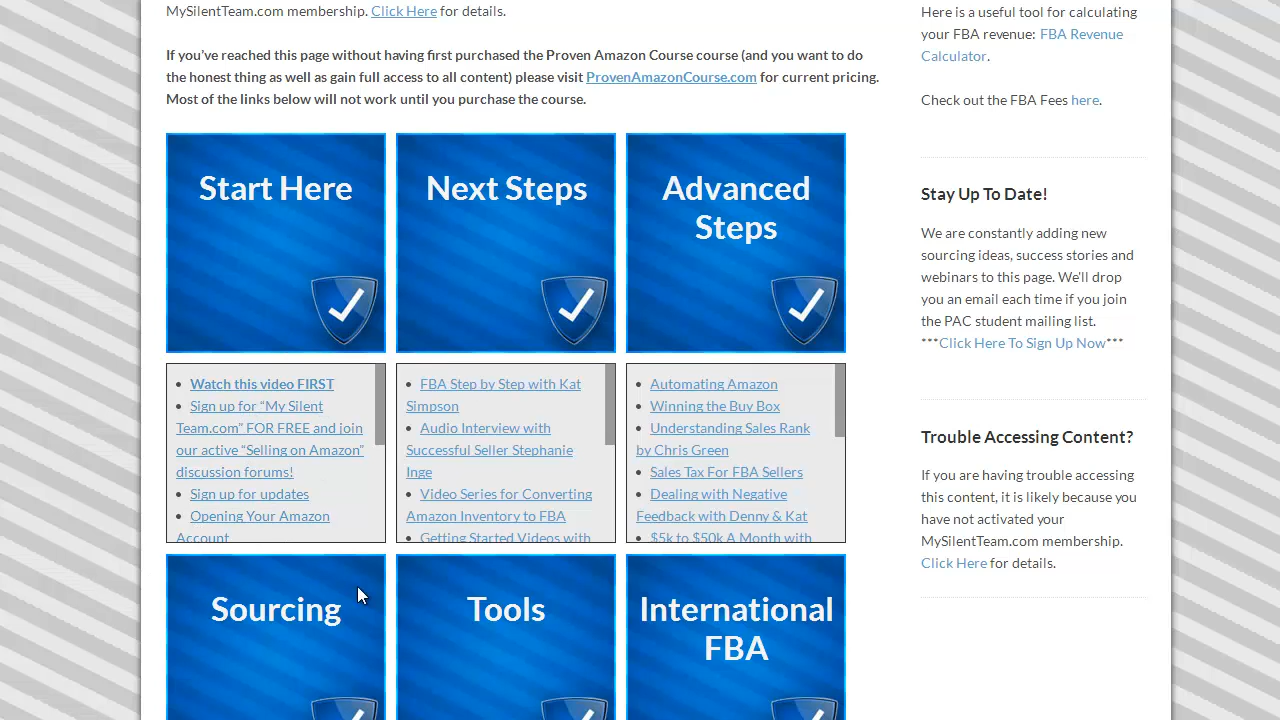 MySilentTeam.com membership. Click Here for details.
If you've reached this page without having first purchased the Proven Amazon Course course (and you want to do
the honest thing as well as gain full access to all content) please visit ProvenAmazonCourse.com for current pricing.
Most of the links below will not work until you purchase the course.
Start Here
Next Steps
Advanced
Steps
Watch this video FIRST
Sign up for “My Silent
Team.com” FOR FREE and join
our active “Selling on Amazon”
discussion forums!
Sign up for updates
Opening Your Amazon
Account
FBA Step by Step with Kat
Simpson
Audio Interview with
Successful Seller Stephanie
Inge
Video Series for Converting
Amazon Inventory to FBA
Getting Started Videos with
Automating Amazon
Winning the Buy Box
Understanding Sales Rank
by Chris Green
Sales Tax For FBA Sellers
Dealing with Negative
Feedback with Denny & Kat
$5k to $50k A Month with
Sourcing
Tools
International
FBA
Here is a useful tool for calculating
your FBA revenue: FBA Revenue
Calculator.
Check out the FBA Fees here.
Stay Up To Date!
We are constantly adding new
sourcing ideas, success stories and
webinars to this page. We'll drop
you an email each time if you join
the PAC student mailing list.
***Click Here To Sign Up Now***
Trouble Accessing Content?
If you are having trouble accessing
this content, it is likely because you
have not activated your
MySilentTeam.com membership.
Click Here for details.